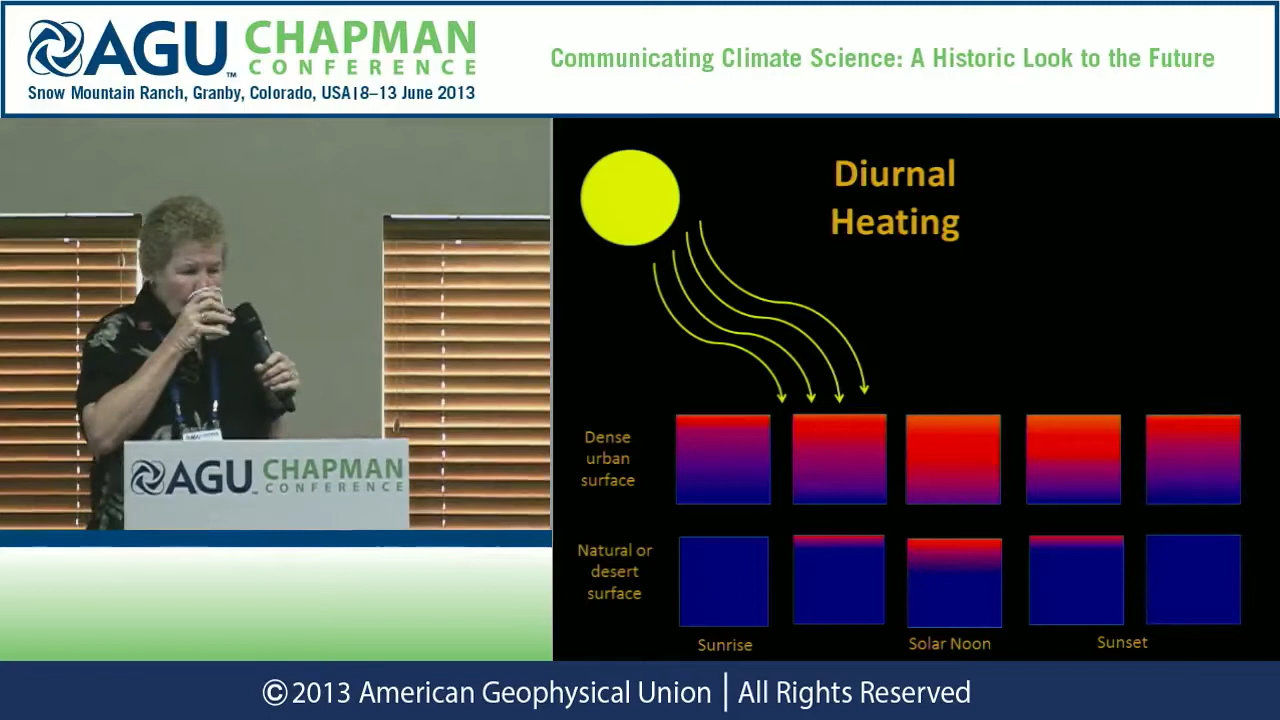 AGU™ CHAPMAN CONFERENCE
Communicating Climate Science: A Historic Look to the Future
Snow Mountain Ranch, Granby, Colorado, USA|8–13 June 2013
Diurnal
Heating
AGU™ CHAPMAN
CONFERENCE
Dense
urban
surface
Natural or
desert
surface
Sunrise
Solar Noon
Sunset
©2013 American Geophysical Union | All Rights Reserved